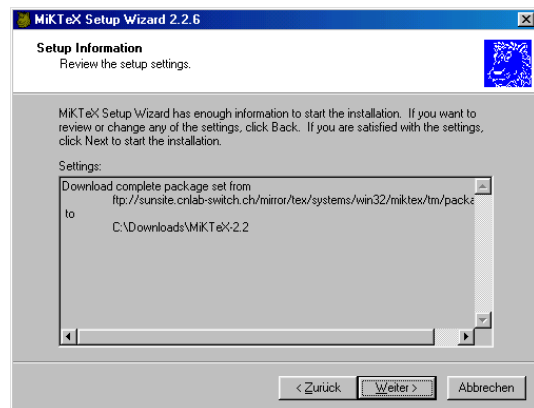 MiKTeX Setup Wizard 2.2.6
Setup Information
Review the setup settings.
MiKTeX Setup Wizard has enough information to start the installation. If you want to
review or change any of the settings, click Back. If you are satisfied with the settings,
click Next to start the installation.
Settings:
Download complete package set from
ftp://sunsite.cnlab-switch.ch/mirror/tex/systems/win32/miktex/tm/packa
to
C:\Downloads\MiKTeX-2.2
< Zurück Weiter > Abbrechen